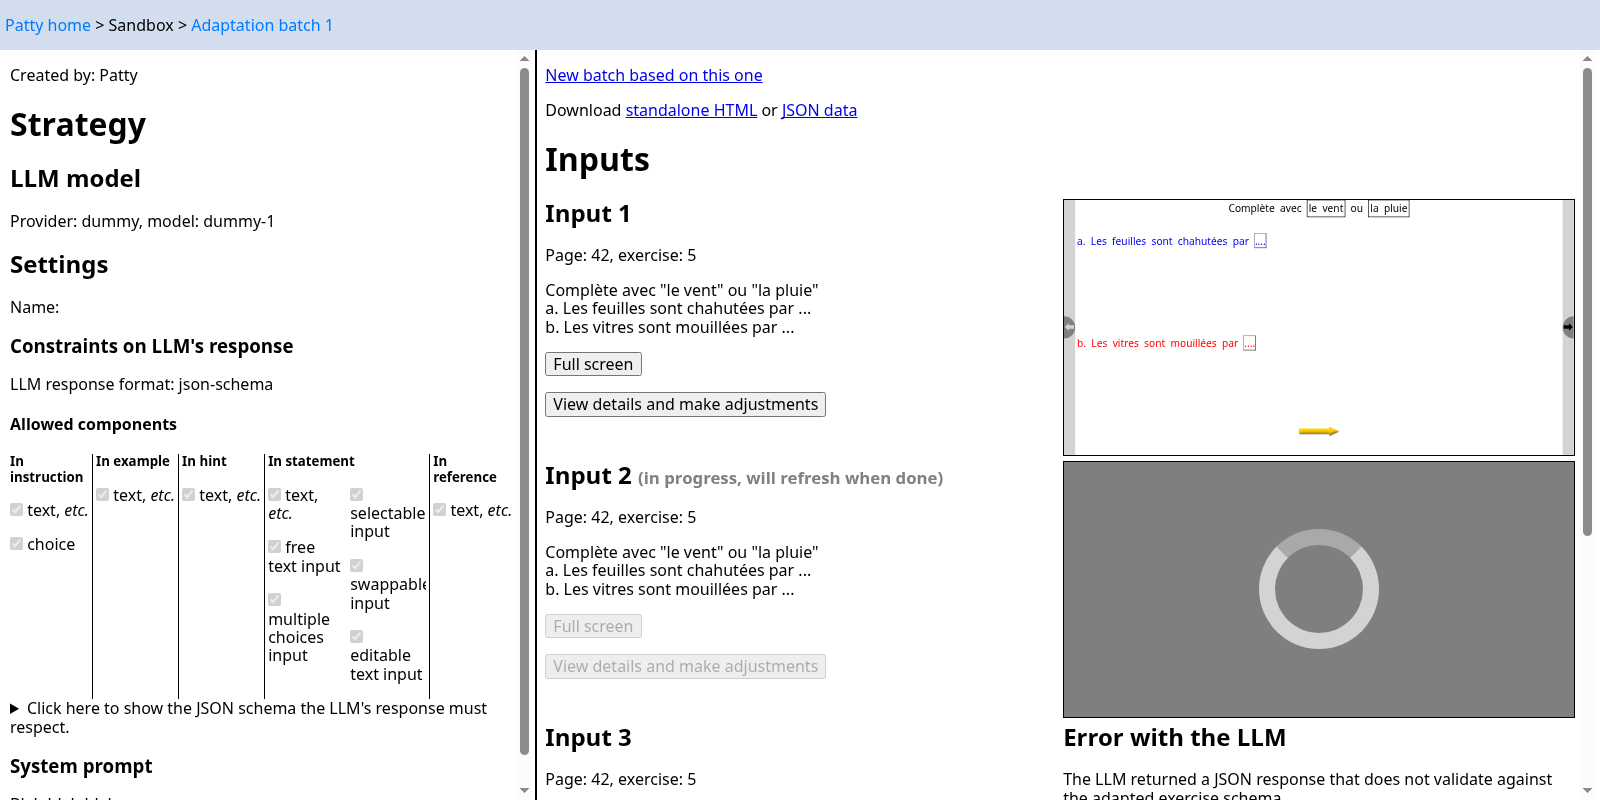 Patty home > Sandbox > Adaptation batch 1
Created by: Patty
Strategy
LLM model
Provider: dummy, model: dummy-1
Settings
Name:
Constraints on LLM's response
LLM response format: json-schema
Allowed components
In instruction
text, etc.
choice
In example
text, etc.
In hint
text, etc.
In statement
text, etc.
free text input
multiple choices input
selectable input
swappable input
editable text input
In reference
text, etc.
Click here to show the JSON schema the LLM's response must
respect.
System prompt
New batch based on this one
Download standalone HTML or JSON data
Inputs
Input 1
Page: 42, exercise: 5
Complète avec "le vent" ou "la pluie"
a. Les feuilles sont chahutées par ...
b. Les vitres sont mouillées par ...
Full screen
View details and make adjustments
Complète avec le vent ou la pluie
a. Les feuilles sont chahutées par ....
b. Les vitres sont mouillées par ....
Input 2 (in progress, will refresh when done)
Page: 42, exercise: 5
Complète avec "le vent" ou "la pluie"
a. Les feuilles sont chahutées par ...
b. Les vitres sont mouillées par ...
Full screen
View details and make adjustments
Input 3
Page: 42, exercise: 5
Error with the LLM
The LLM returned a JSON response that does not validate against
the adapted exercise schema.